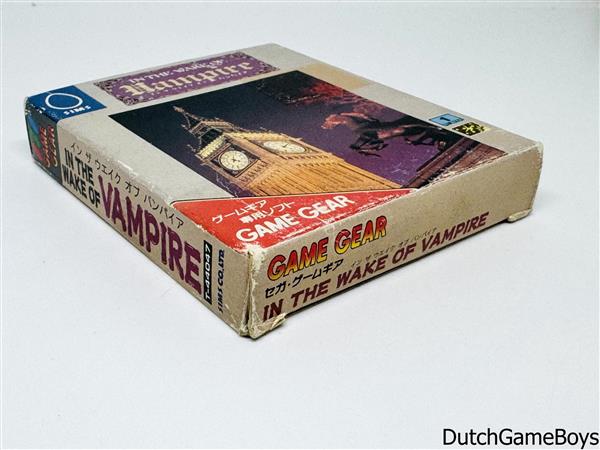 IN THE WAKE OF
Vampire
SIMS
ゲームギア
専用ソフト
GAME GEAR
イン ザ ウェイク オブ バンパイア
IN THE
WAKE OF
VAMPIRE
T-44047
SIMS CO.,LTD.
GAME GEAR
セガ・ゲームギア
イン ザ ウェイク オブ バンパイア
IN THE WAKE OF VAMPIRE
DutchGameBoys